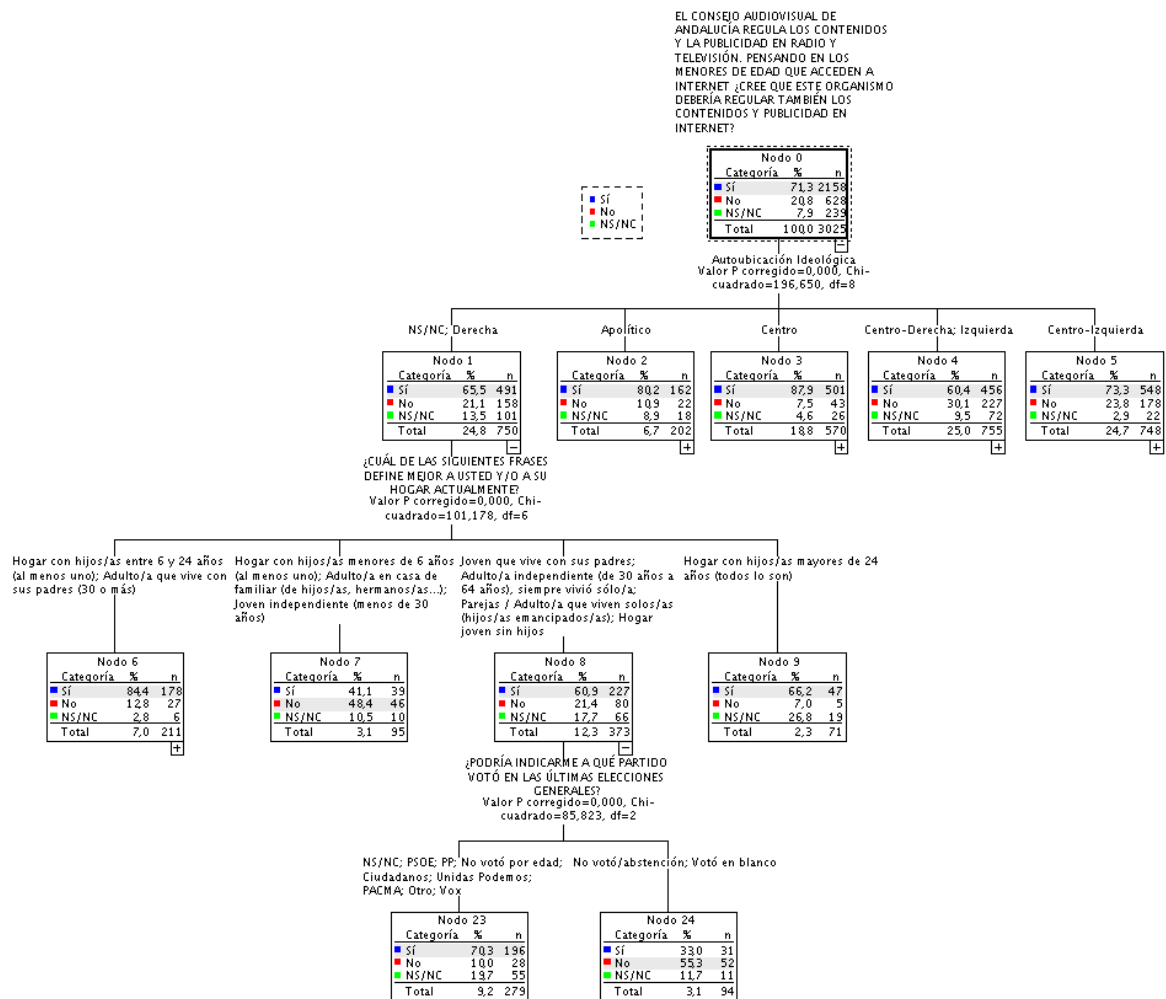 EL CONSEJO AUDIOVISUAL DE
ANDALUCÍA REGULA LOS CONTENIDOS
Y LA PUBLICIDAD EN RADIO Y
TELEVISIÓN. PENSANDO EN LOS
MENORES DE EDAD QUE ACCEDEN A
INTERNET ¿CREE QUE ESTE ORGANISMO
DEBERÍA REGULAR TAMBIÉN LOS
CONTENIDOS Y PUBLICIDAD EN
INTERNET?
Nodo 0
Categoría % n
Sí 71,3 2158
No 20,8 628
NS/NC 7,9 239
Total 100,0 3025
Sí
No
NS/NC
Autoubicación Ideológica
Valor P corregido=0,000, Chi-
cuadrado=196,650, df=8
NS/NC; Derecha
Nodo 1
Categoría % n
Sí 65,5 491
No 21,1 158
NS/NC 13,5 101
Total 24,8 750
Apolítico
Nodo 2
Categoría % n
Sí 80,2 162
No 10,9 22
NS/NC 8,9 18
Total 6,7 202
Centro
Nodo 3
Categoría % n
Sí 87,9 501
No 7,5 43
NS/NC 4,6 26
Total 18,8 570
Centro-Derecha; Izquierda
Nodo 4
Categoría % n
Sí 60,4 456
No 30,1 227
NS/NC 9,5 72
Total 25,0 755
Centro-Izquierda
Nodo 5
Categoría % n
Sí 73,3 548
No 23,8 178
NS/NC 2,9 22
Total 24,7 748
¿CUÁL DE LAS SIGUIENTES FRASES
DEFINE MEJOR A USTED Y/O A SU
HOGAR ACTUALMENTE?
Valor P corregido=0,000, Chi-
cuadrado=101,178, df=6
Hogar con hijos/as entre 6 y 24 años
(al menos uno); Adulto/a que vive con
sus padres (30 o más)
Nodo 6
Categoría % n
Sí 84,4 178
No 12,8 27
NS/NC 2,8 6
Total 7,0 211
Hogar con hijos/as menores de 6 años
(al menos uno); Adulto/a en casa de
familiar (de hijos/as, hermanos/as...);
Joven independiente (menos de 30
años)
Nodo 7
Categoría % n
Sí 41,1 39
No 48,4 46
NS/NC 10,5 10
Total 3,1 95
Joven que vive con sus padres;
Adulto/a independiente (de 30 años a
64 años), siempre vivió sólo/a;
Parejas / Adulto/a que viven solos/as
(hijos/as emancipados/as); Hogar
joven sin hijos
Nodo 8
Categoría % n
Sí 60,9 227
No 21,4 80
NS/NC 17,7 66
Total 12,3 373
Hogar con hijos/as mayores de 24
años (todos lo son)
Nodo 9
Categoría % n
Sí 66,2 47
No 7,0 5
NS/NC 26,8 19
Total 2,3 71
¿PODRÍA INDICARME A QUÉ PARTIDO
VOTÓ EN LAS ÚLTIMAS ELECCIONES
GENERALES?
Valor P corregido=0,000, Chi-
cuadrado=85,823, df=2
NS/NC; PSOE; PP; No votó por edad;
Ciudadanos; Unidas Podemos;
PACMA; Otro; Vox
Nodo 23
Categoría % n
Sí 70,3 196
No 10,0 28
NS/NC 19,7 55
Total 9,2 279
No votó/abstención; Votó en blanco
Nodo 24
Categoría % n
Sí 33,0 31
No 55,3 52
NS/NC 11,7 11
Total 3,1 94